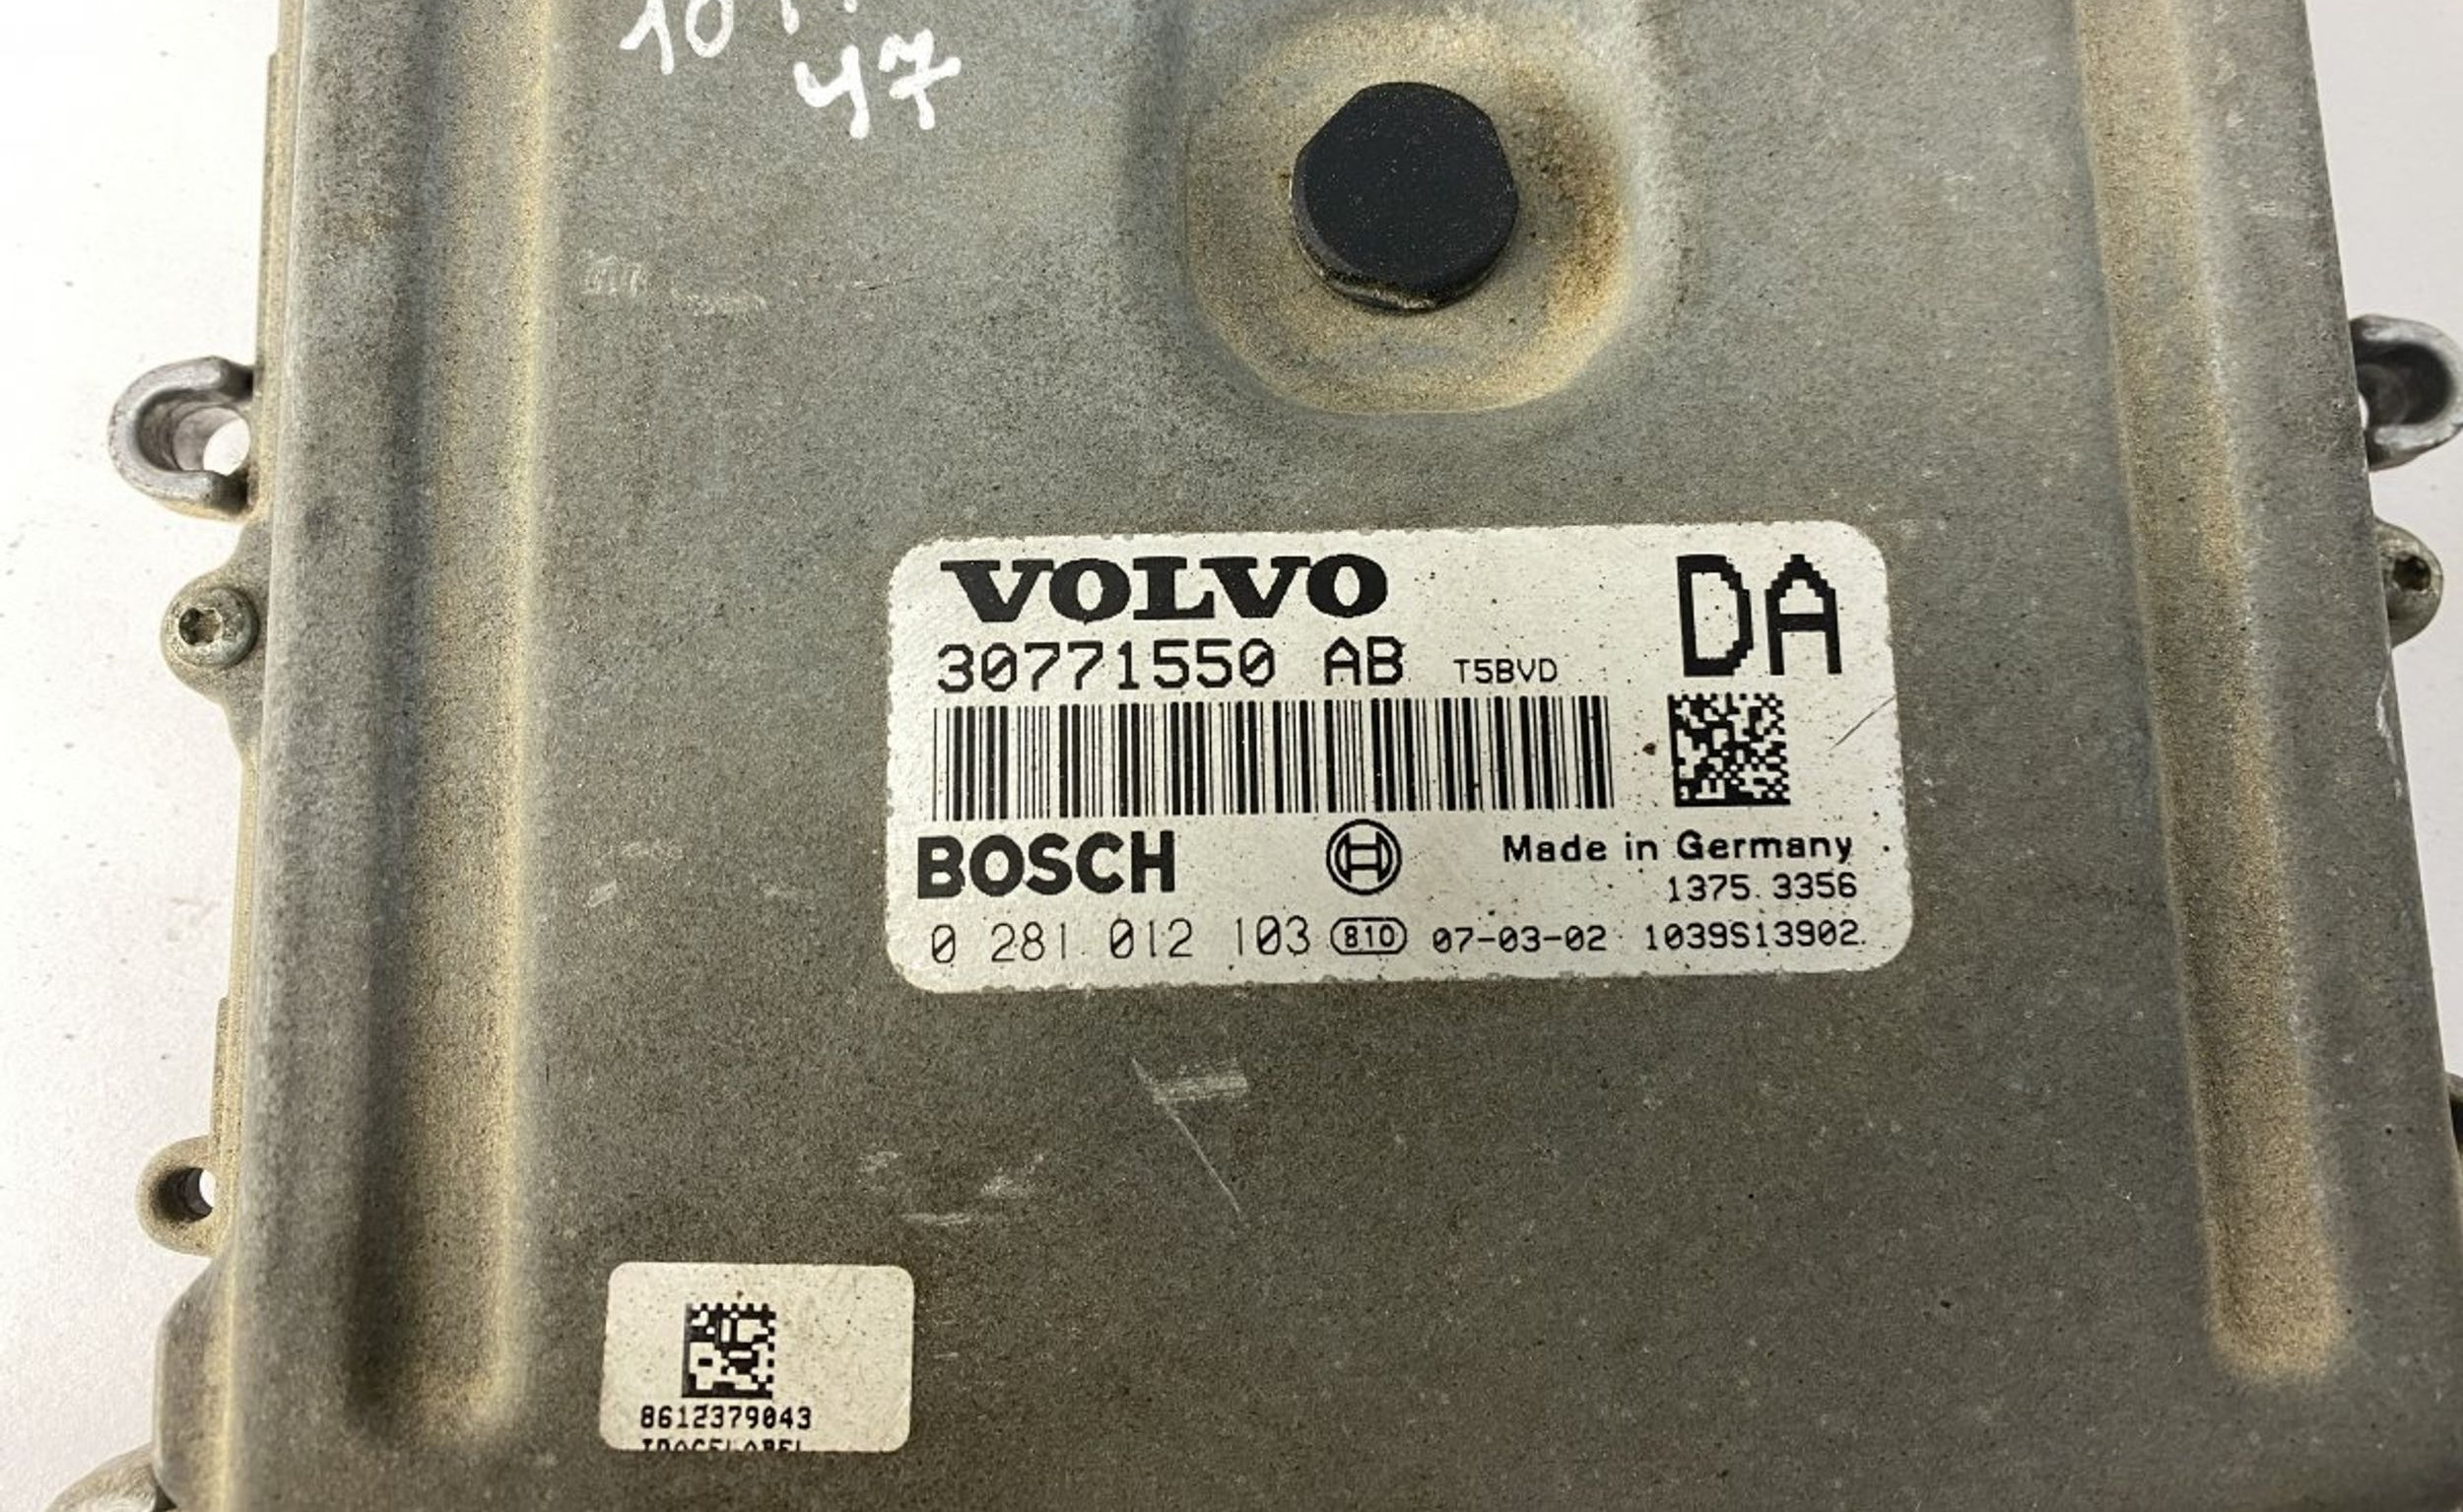 47
VOLVO
DA
30771550 AB T5BVD
BOSCH
Made in Germany
1375.3356
0 281 012 103 810 07-03-02 1039S13902
8612379043